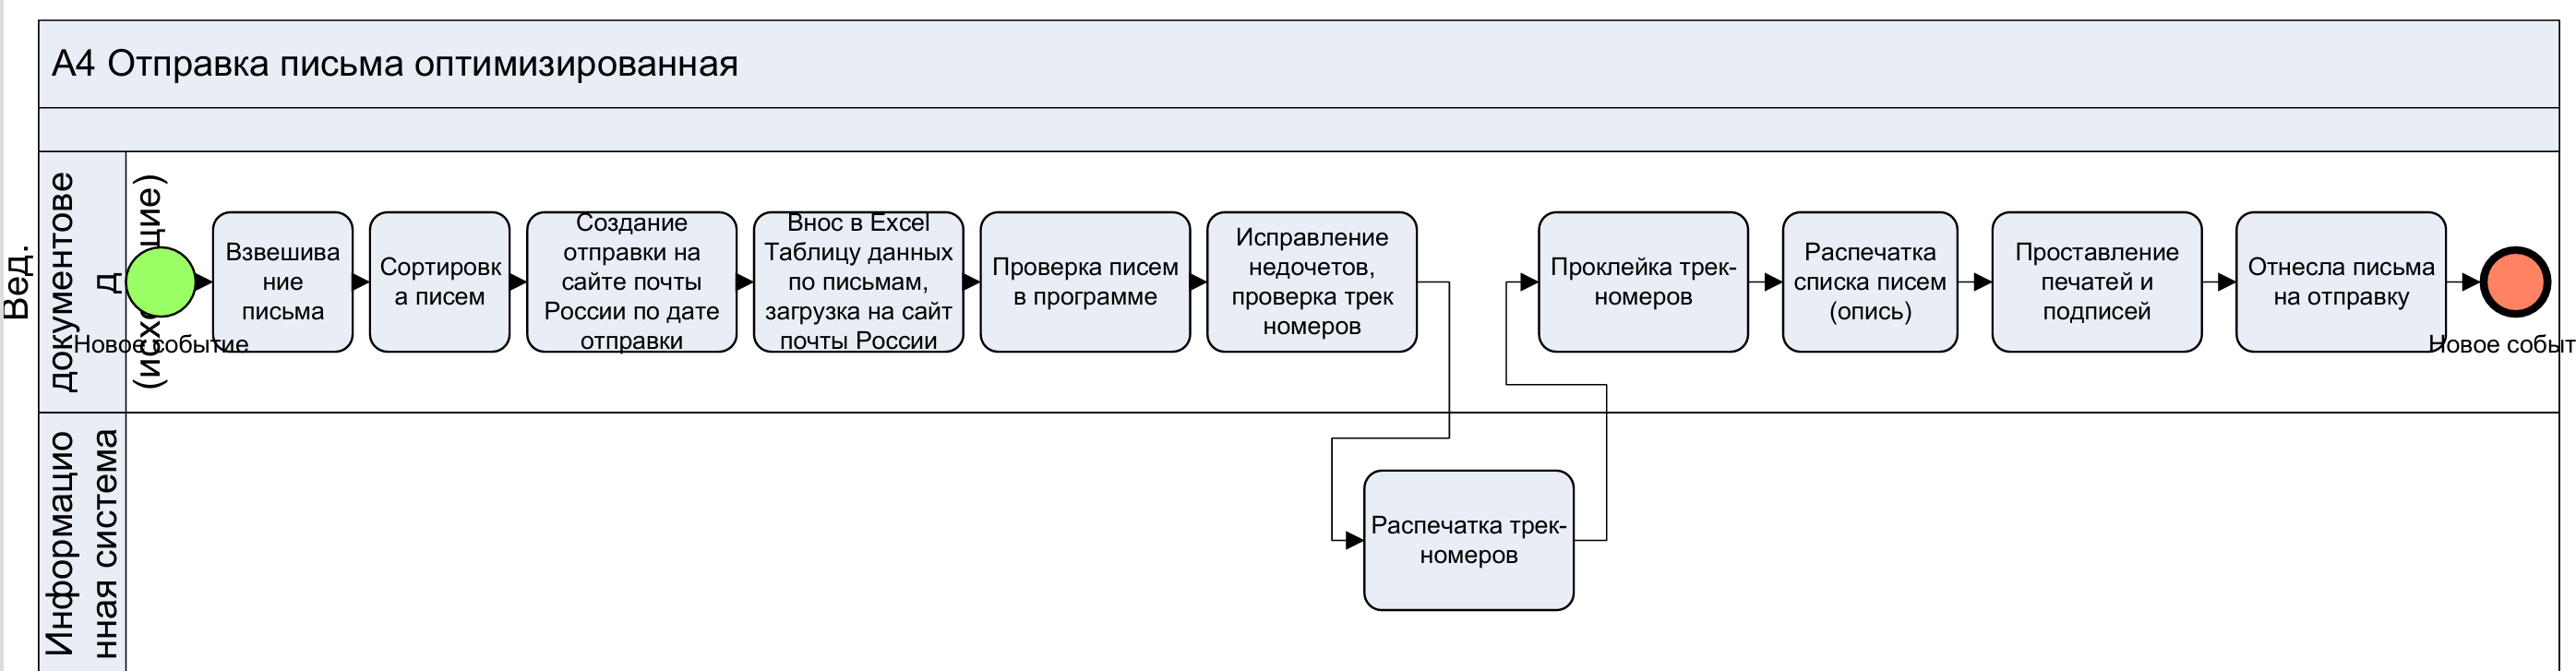 А4 Отправка письма оптимизированная
Вед.
документове
д
(исходящие)
Новое событие
Взвешива
ние
письма
Сортировк
а писем
Создание
отправки на
сайте почты
России по дате
отправки
Внос в Excel
Таблицу данных
по письмам,
загрузка на сайт
почты России
Проверка писем
в программе
Исправление
недочетов,
проверка трек
номеров
Проклейка трек-
номеров
Распечатка
списка писем
(опись)
Проставление
печатей и
подписей
Отнесла письма
на отправку
Новое событ
Информацио
нная система
Распечатка трек-
номеров